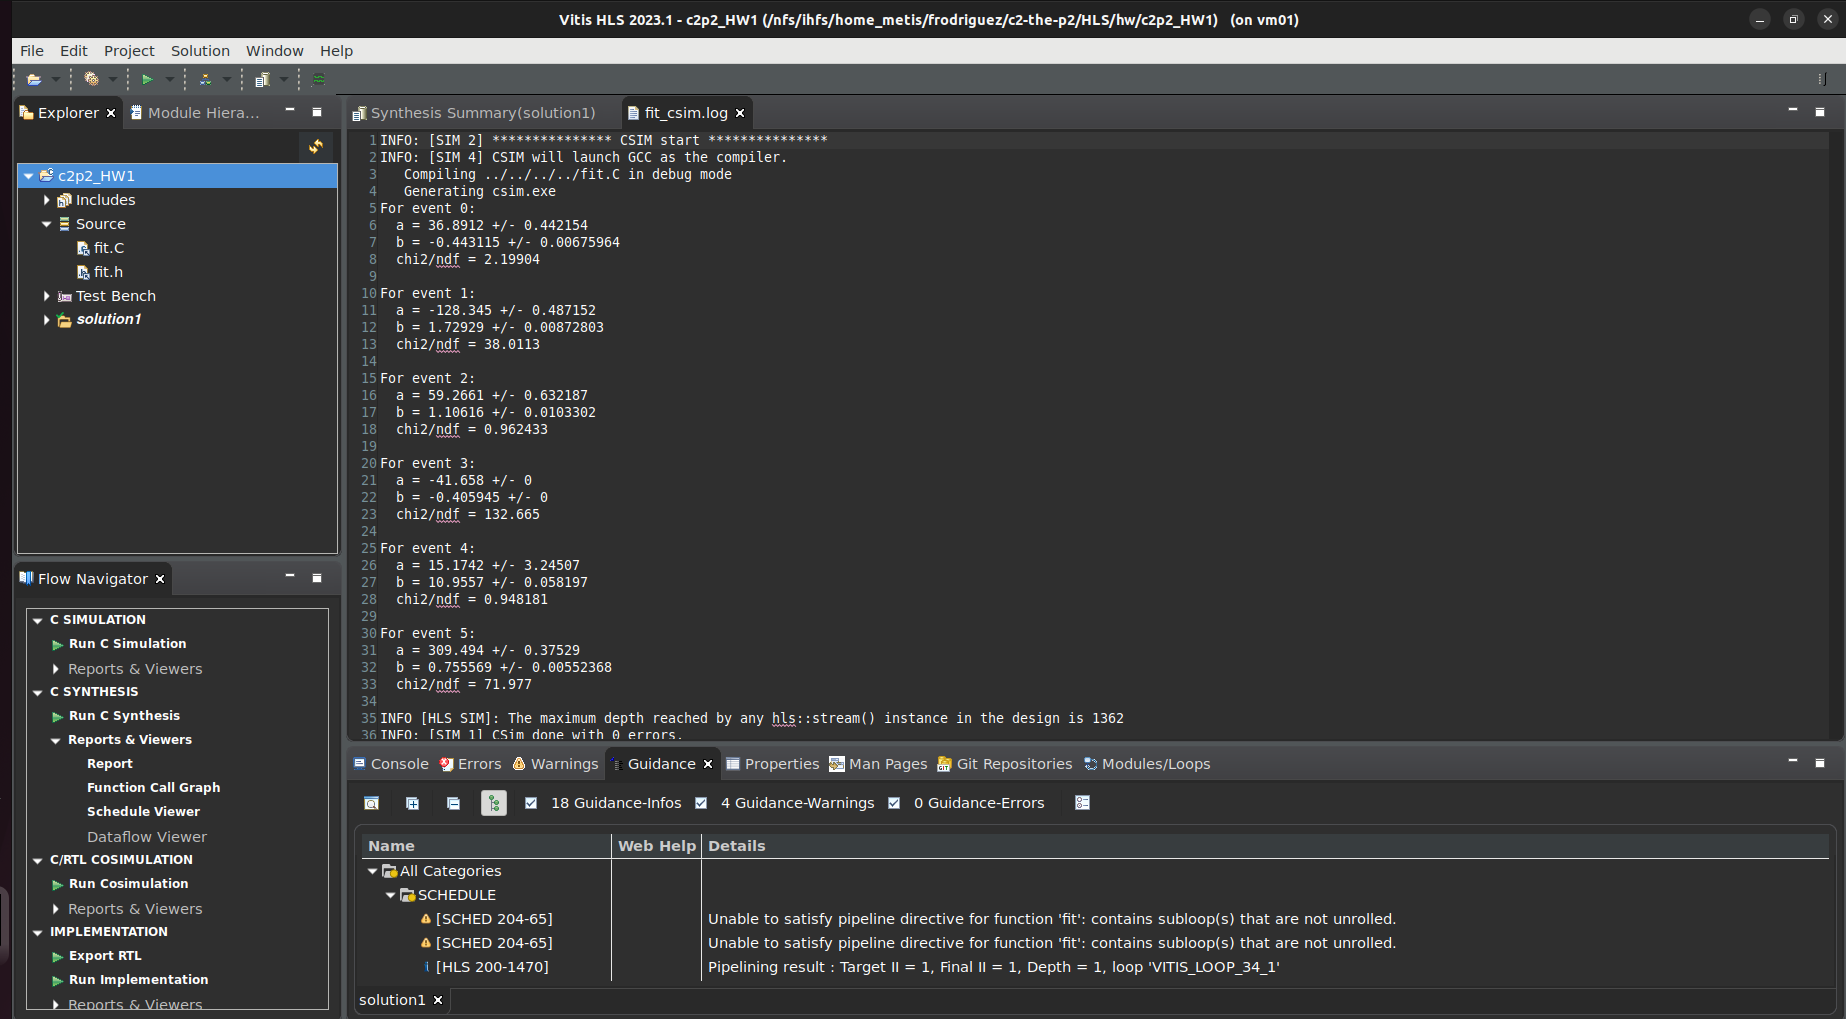 Vitis HLS 2023.1 - c2p2_HW1 (/nfs/ihfs/home_metis/frodriguez/c2-the-p2/HLS/hw/c2p2_HW1) (on vm01)
File Edit Project Solution Window Help
Explorer
Module Hiera...
c2p2_HW1
Includes
Source
fit.C
fit.h
Test Bench
solution1
Flow Navigator
C SIMULATION
Run C Simulation
Reports & Viewers
C SYNTHESIS
Run C Synthesis
Reports & Viewers
Report
Function Call Graph
Schedule Viewer
Dataflow Viewer
C/RTL COSIMULATION
Run Cosimulation
Reports & Viewers
IMPLEMENTATION
Export RTL
Run Implementation
Reports & Viewers
Synthesis Summary(solution1)
fit_csim.log
1 INFO: [SIM 2] *************** CSIM start ***************
2 INFO: [SIM 4] CSIM will launch GCC as the compiler.
3 Compiling ../../../../fit.C in debug mode
4 Generating csim.exe
5 For event 0:
6 a = 36.8912 +/- 0.442154
7 b = -0.443115 +/- 0.00675964
8 chi2/ndf = 2.19904
9
10 For event 1:
11 a = -128.345 +/- 0.487152
12 b = 1.72929 +/- 0.00872803
13 chi2/ndf = 38.0113
14
15 For event 2:
16 a = 59.2661 +/- 0.632187
17 b = 1.10616 +/- 0.0103302
18 chi2/ndf = 0.962433
19
20 For event 3:
21 a = -41.658 +/- 0
22 b = -0.405945 +/- 0
23 chi2/ndf = 132.665
24
25 For event 4:
26 a = 15.1742 +/- 3.24507
27 b = 10.9557 +/- 0.058197
28 chi2/ndf = 0.948181
29
30 For event 5:
31 a = 309.494 +/- 0.37529
32 b = 0.755569 +/- 0.00552368
33 chi2/ndf = 71.977
34
35 INFO [HLS SIM]: The maximum depth reached by any hls::stream() instance in the design is 1362
36 INFO: [SIM 1] CSim done with 0 errors.
Console Errors Warnings Guidance Properties Man Pages Git Repositories Modules/Loops
18 Guidance-Infos 4 Guidance-Warnings 0 Guidance-Errors
Name Web Help Details
All Categories
SCHEDULE
[SCHED 204-65] Unable to satisfy pipeline directive for function 'fit': contains subloop(s) that are not unrolled.
[SCHED 204-65] Unable to satisfy pipeline directive for function 'fit': contains subloop(s) that are not unrolled.
[HLS 200-1470] Pipelining result : Target II = 1, Final II = 1, Depth = 1, loop 'VITIS_LOOP_34_1'
solution1